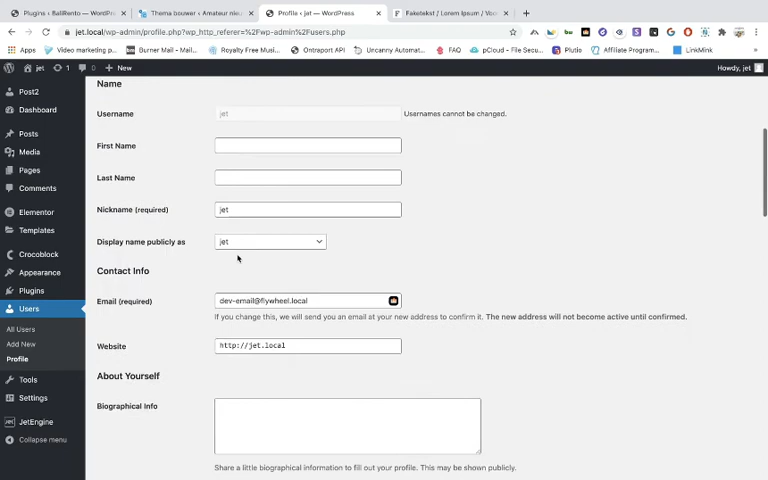 Plugins ‹ BaliRento — WordPr
Thema bouwer ‹ Amateur nieu
Profile ‹ jet — WordPress
Faketekst / Lorem Ipsum / Voor
jet.local/wp-admin/profile.php?wp_http_referer=%2Fwp-admin%2Fusers.php
Apps
Video marketing p...
Burner Mail - Mailm...
Royalty Free Musi...
Ontraport API
Uncanny Automat...
FAQ
pCloud - File Secu...
Plutio
Affiliate Program...
LinkMink
jet
1
0
New
Howdy, jet
Post2
Dashboard
Posts
Media
Pages
Comments
Elementor
Templates
Crocoblock
Appearance
Plugins
Users
All Users
Add New
Profile
Tools
Settings
JetEngine
Collapse menu
Name
Username
jet
Usernames cannot be changed.
First Name
Last Name
Nickname (required)
jet
Display name publicly as
jet
Contact Info
Email (required)
dev-email@flywheel.local
If you change this, we will send you an email at your new address to confirm it. The new address will not become active until confirmed.
Website
http://jet.local
About Yourself
Biographical Info
Share a little biographical information to fill out your profile. This may be shown publicly.